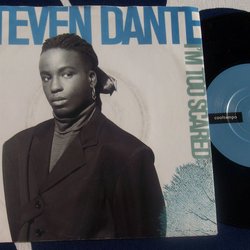 TEVEN DANTE
I'M TOO SCARED
cooltempo